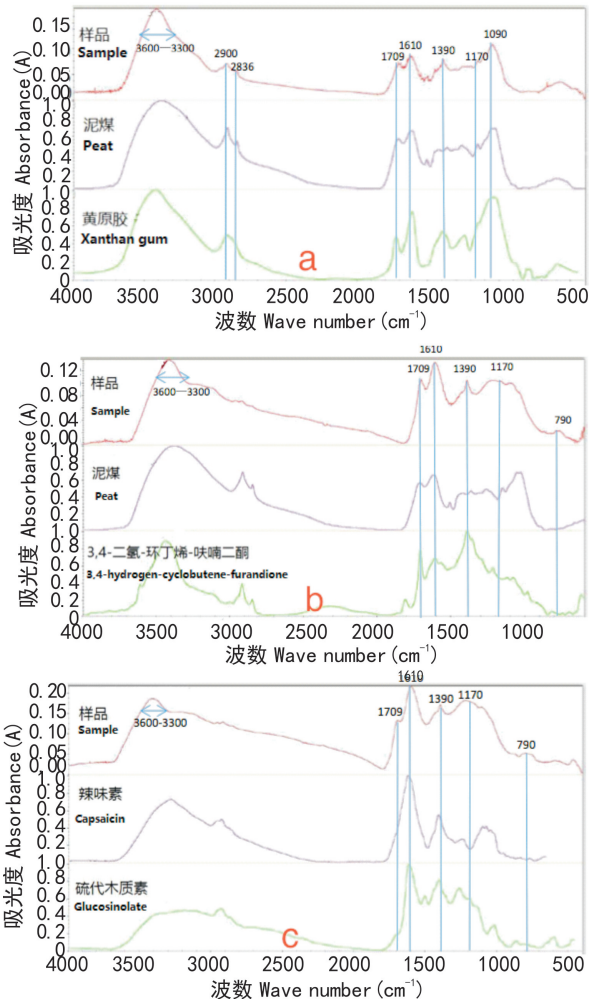 吸光度 Absorbance(A)
0.15
0.10
0.05
0.00
1.0
0.8
0.6
0.4
0.2
1.0
0.8
0.6
0.4
0.2
0
样品
Sample
3600—3300
2900
2836
1709
1610
1390
1170
1090
泥煤
Peat
黄原胶
Xanthan gum
a
4000 3500 3000 2500 2000 1500 1000 500
波数 Wave number(cm⁻¹)
吸光度 Absorbance(A)
0.12
0.08
0.04
0.00
1.0
0.8
0.6
0.4
0.2
1.0
0.8
0.6
0.4
0.2
0
样品
Sample
3600—3300
1610
1709
1390
1170
790
泥煤
Peat
3,4-二氢-环丁烯-呋喃二酮
3,4-hydrogen-cyclobutene-furandione
b
4000 3500 3000 2500 2000 1500 1000
波数 Wave number(cm⁻¹)
吸光度 Absorbance(A)
0.20
0.15
0.10
0.05
0.00
1.0
0.8
0.6
0.4
0.2
1.0
0.8
0.6
0.4
0.2
0
样品
Sample
3600-3300
1610
1610
1709
1390
1170
790
辣味素
Capsaicin
硫代木质素
Glucosinolate
c
4000 3500 3000 2500 2000 1500 1000 500
波数 Wave number(cm⁻¹)